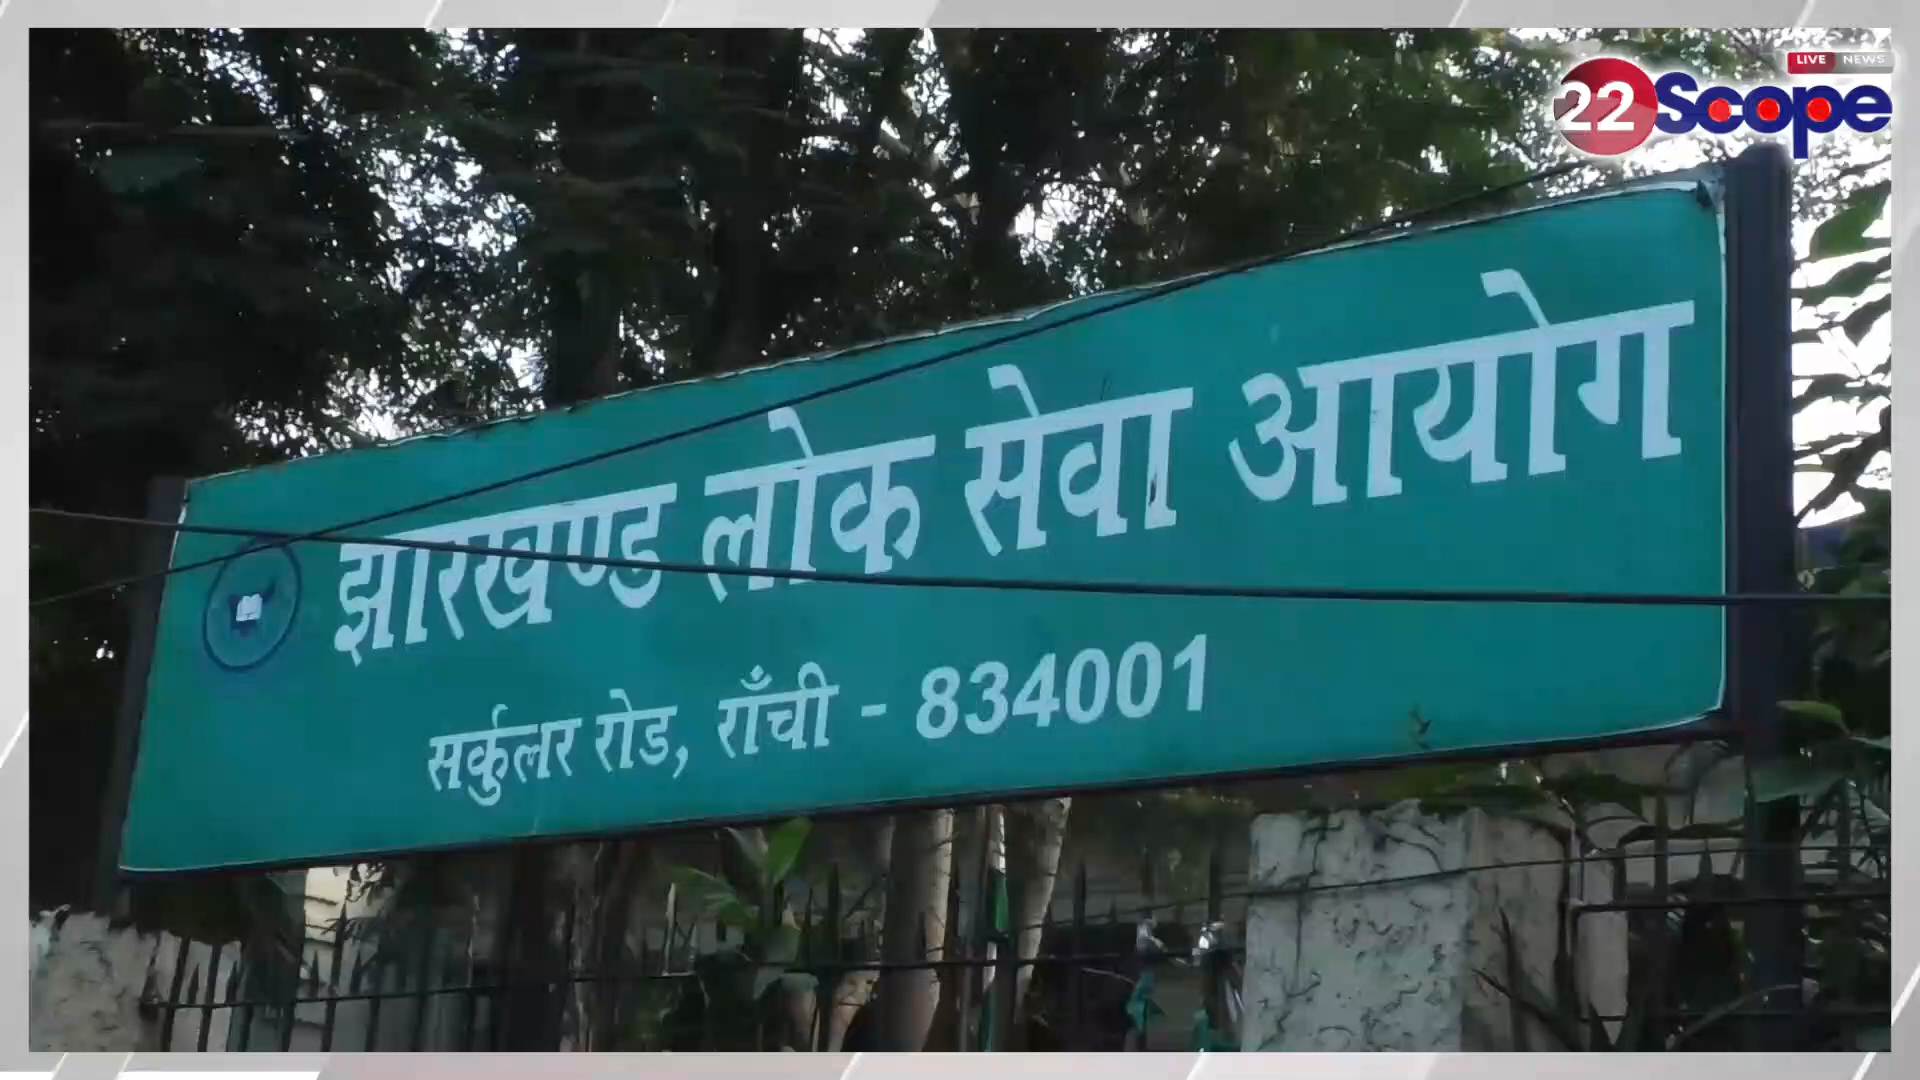 LIVE NEWS
22Scope
झारखण्ड लोक सेवा आयोग
सर्कुलर रोड, राँची - 834001